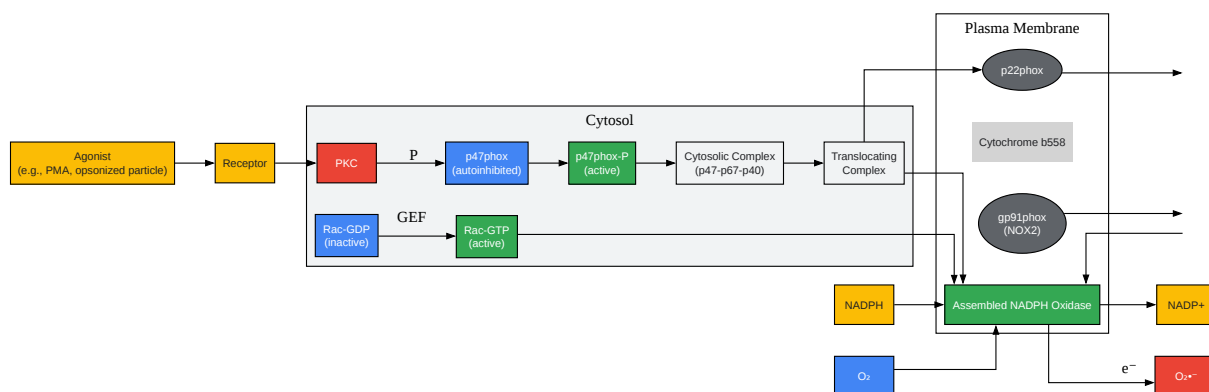 Plasma Membrane
p22phox
Cytosol
Cytochrome b558
Agonist
(e.g., PMA, opsonized particle)
Receptor
PKC
P
p47phox
(autoinhibited)
p47phox-P
(active)
Cytosolic Complex
(p47-p67-p40)
Translocating
Complex
Rac-GDP
(inactive)
GEF
Rac-GTP
(active)
gp91phox
(NOX2)
NADPH
Assembled NADPH Oxidase
NADP+
O₂
e⁻
O₂•⁻